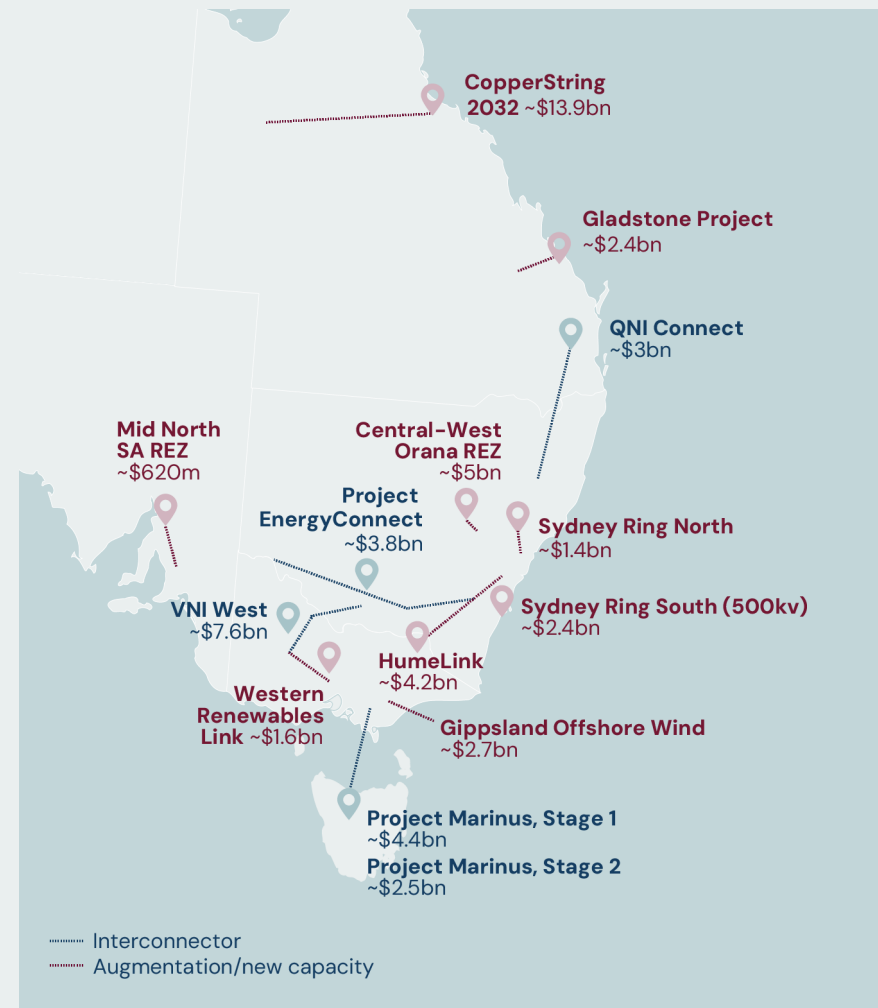 CopperString
2032 ~$13.9bn
Gladstone Project
~$2.4bn
QNI Connect
~$3bn
Mid North
SA REZ
~$620m
Central-West
Orana REZ
~$5bn
Project
EnergyConnect
~$3.8bn
Sydney Ring North
~$1.4bn
VNI West
~$7.6bn
Sydney Ring South (500kv)
~$2.4bn
HumeLink
~$4.2bn
Western
Renewables
Link ~$1.6bn
Gippsland Offshore Wind
~$2.7bn
Project Marinus, Stage 1
~$4.4bn
Project Marinus, Stage 2
~$2.5bn
Interconnector
Augmentation/new capacity